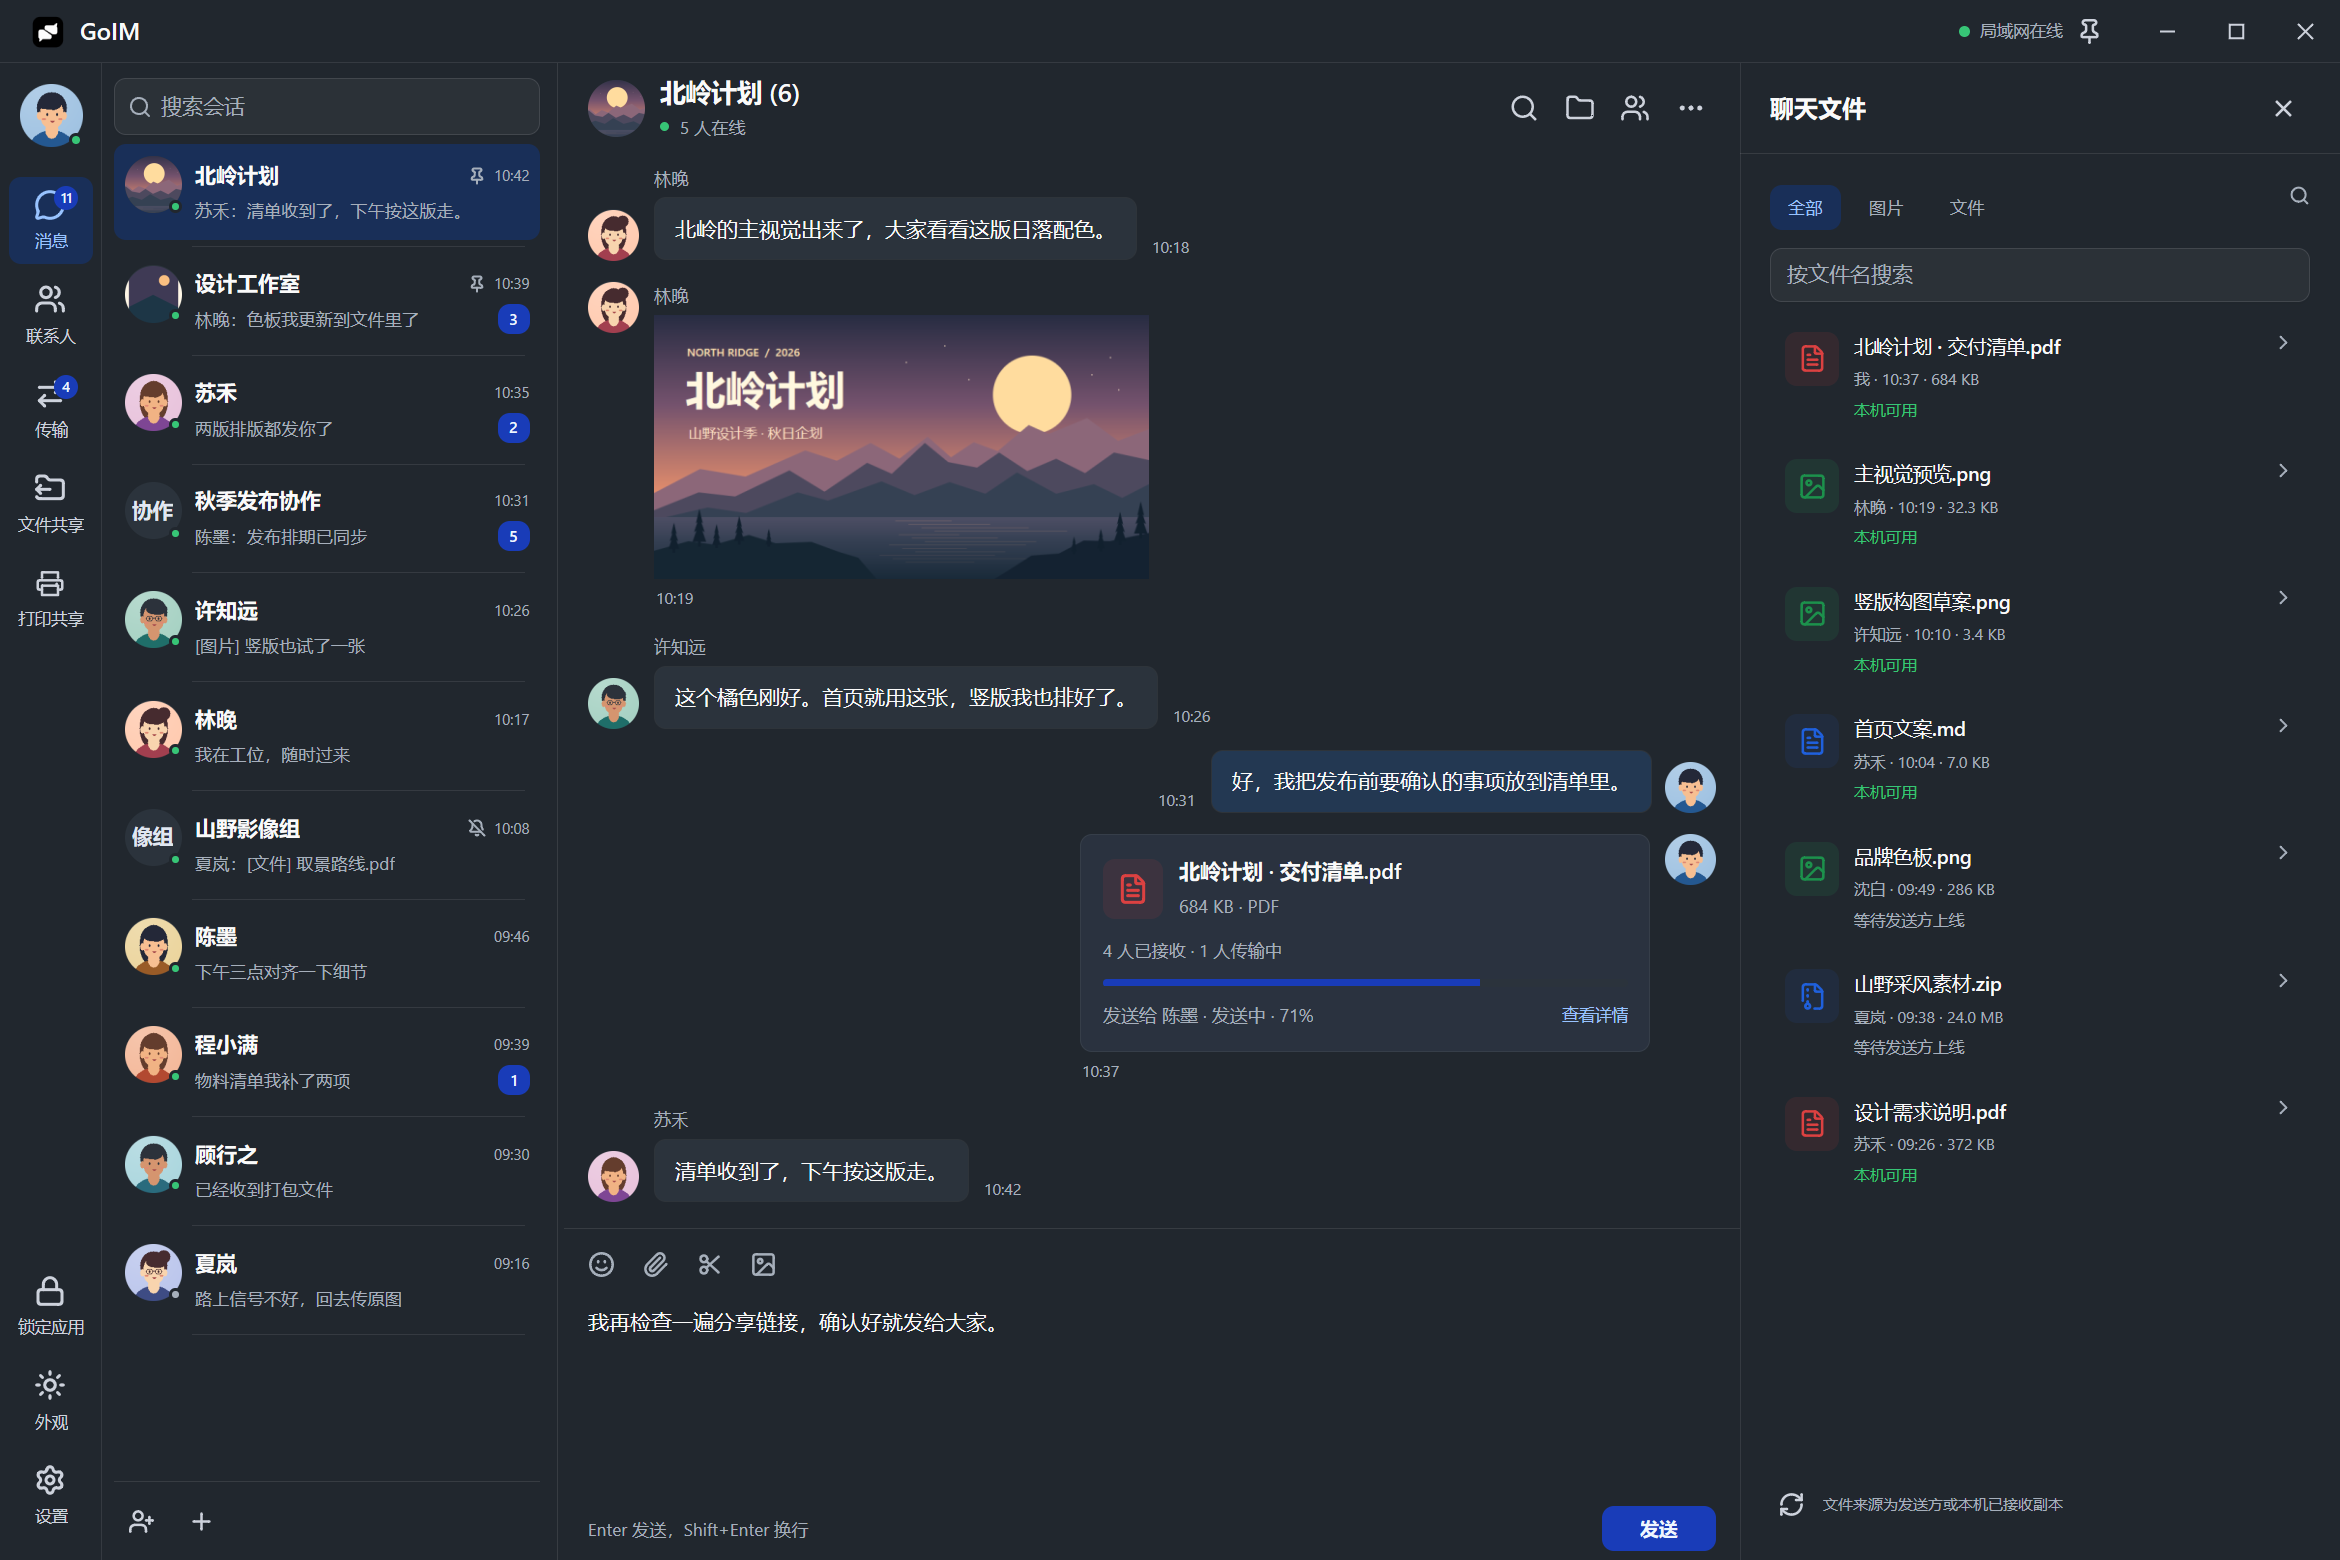 GoIM
局域网在线
11
消息
联系人
4
传输
文件共享
打印共享
锁定应用
外观
设置
搜索会话
北岭计划
10:42
苏禾：清单收到了，下午按这版走。
设计工作室
10:39
林晚：色板我更新到文件里了
3
苏禾
10:35
两版排版都发你了
2
协作
秋季发布协作
10:31
陈墨：发布排期已同步
5
许知远
10:26
[图片] 竖版也试了一张
林晚
10:17
我在工位，随时过来
像组
山野影像组
10:08
夏岚：[文件] 取景路线.pdf
陈墨
09:46
下午三点对齐一下细节
程小满
09:39
物料清单我补了两项
1
顾行之
09:30
已经收到打包文件
夏岚
09:16
路上信号不好，回去传原图
北岭计划 (6)
5 人在线
林晚
北岭的主视觉出来了，大家看看这版日落配色。
10:18
林晚
NORTH RIDGE / 2026
北岭计划
山野设计季 · 秋日企划
10:19
许知远
这个橘色刚好。首页就用这张，竖版我也排好了。
10:26
好，我把发布前要确认的事项放到清单里。
10:31
北岭计划 · 交付清单.pdf
684 KB · PDF
4 人已接收 · 1 人传输中
发送给 陈墨 · 发送中 · 71%
查看详情
10:37
苏禾
清单收到了，下午按这版走。
10:42
我再检查一遍分享链接，确认好就发给大家。
Enter 发送，Shift+Enter 换行
发送
聊天文件
全部
图片
文件
按文件名搜索
北岭计划 · 交付清单.pdf
我 · 10:37 · 684 KB
本机可用
主视觉预览.png
林晚 · 10:19 · 32.3 KB
本机可用
竖版构图草案.png
许知远 · 10:10 · 3.4 KB
本机可用
首页文案.md
苏禾 · 10:04 · 7.0 KB
本机可用
品牌色板.png
沈白 · 09:49 · 286 KB
等待发送方上线
山野采风素材.zip
夏岚 · 09:38 · 24.0 MB
等待发送方上线
设计需求说明.pdf
苏禾 · 09:26 · 372 KB
本机可用
文件来源为发送方或本机已接收副本